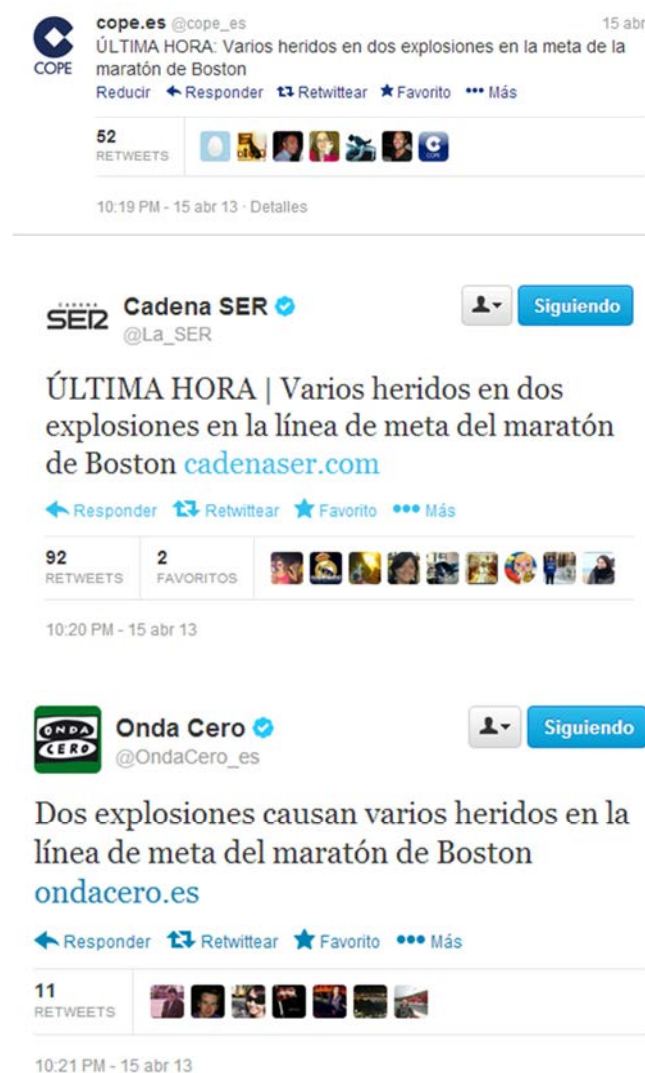 cope.es @cope_es 15 abr
ÚLTIMA HORA: Varios heridos en dos explosiones en la meta de la
maratón de Boston
COPE
Reducir Responder Retwittear Favorito Más
52
RETWEETS
10:19 PM - 15 abr 13 · Detalles
CADENA
SER
Cadena SER
@La_SER
Siguiendo
ÚLTIMA HORA | Varios heridos en dos
explosiones en la línea de meta del maratón
de Boston cadenaser.com
Responder Retwittear Favorito Más
92 2
RETWEETS FAVORITOS
10:20 PM - 15 abr 13
ONDA
CERO
Onda Cero
@OndaCero_es
Siguiendo
Dos explosiones causan varios heridos en la
línea de meta del maratón de Boston
ondacero.es
Responder Retwittear Favorito Más
11
RETWEETS
10:21 PM - 15 abr 13